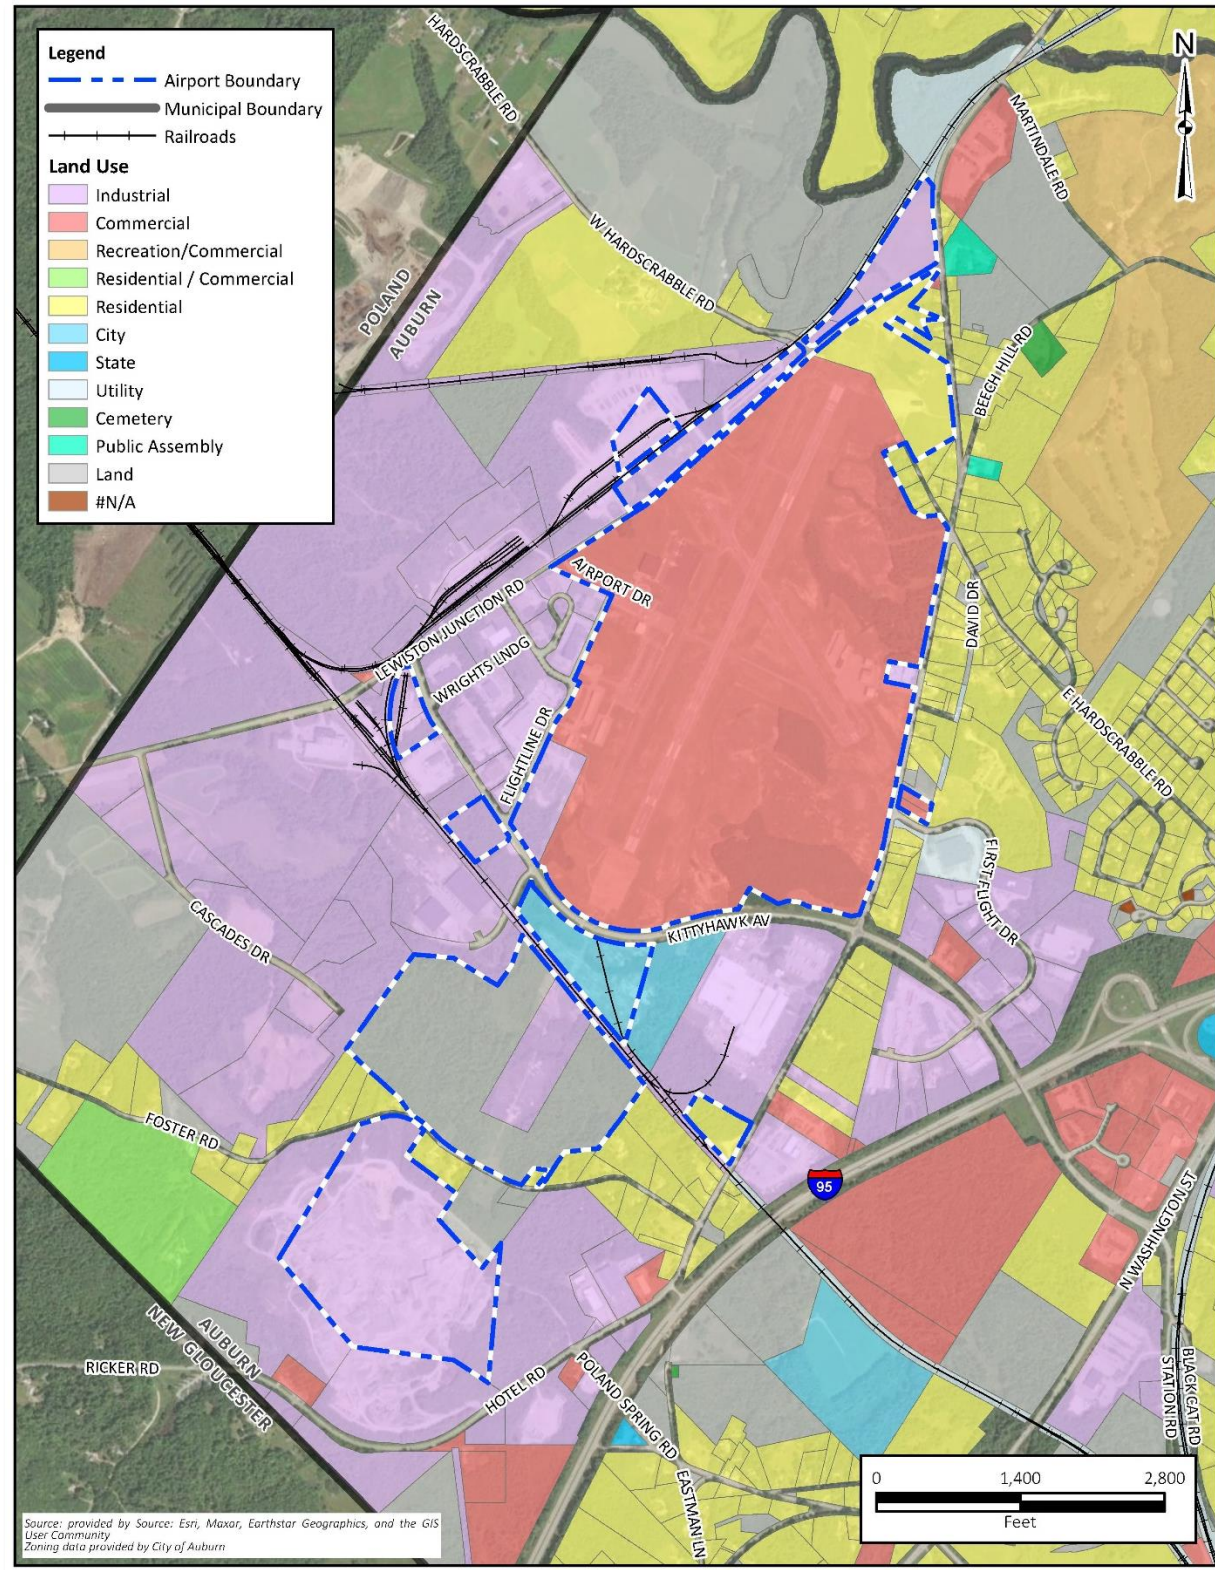 Legend
Airport Boundary
Municipal Boundary
Railroads
Land Use
Industrial
Commercial
Recreation/Commercial
Residential / Commercial
Residential
City
State
Utility
Cemetery
Public Assembly
Land
#N/A
N
HARDSCRABBLE RD
MARTINDALE RD
W HARDSCRABBLE RD
POLAND
AUBURN
BEECH HILL RD
AIRPORT DR
LEWISTON JUNCTION RD
WRIGHTS LNDG
DAVID DR
E HARDSCRABBLE RD
FLIGHTLINE DR
FIRST FLIGHT DR
KITTYHAWK AV
CASCADES DR
FOSTER RD
95
N WASHINGTON ST
AUBURN
NEW GLOUCESTER
RICKER RD
HOTEL RD
POLAND SPRING RD
EASTMAN LN
BLACK CAT RD
STATION RD
0 1,400 2,800
Feet
Source: provided by Source: Esri, Maxar, Earthstar Geographics, and the GIS
User Community
Zoning data provided by City of Auburn